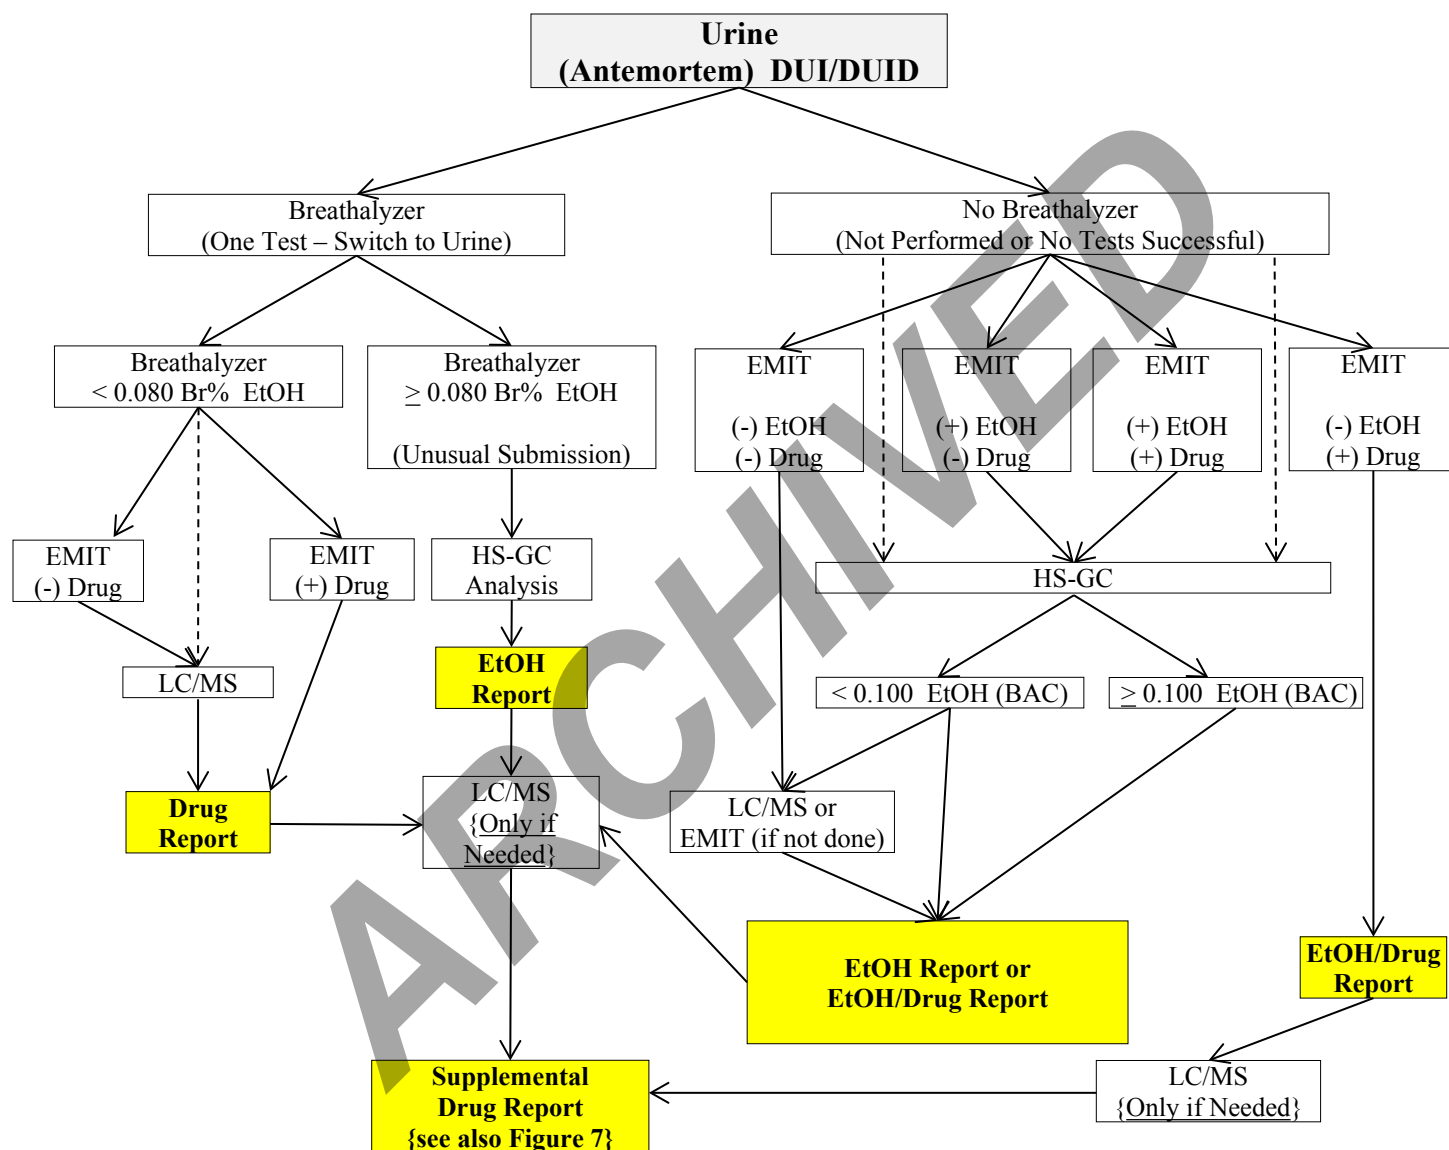 Urine
(Antemortem) DUI/DUID
Breathalyzer
(One Test – Switch to Urine)
No Breathalyzer
(Not Performed or No Tests Successful)
Breathalyzer
< 0.080 Br% EtOH
Breathalyzer
≥ 0.080 Br% EtOH
(Unusual Submission)
EMIT
(-) EtOH
(-) Drug
EMIT
(+) EtOH
(-) Drug
EMIT
(+) EtOH
(+) Drug
EMIT
(-) EtOH
(+) Drug
EMIT
(-) Drug
EMIT
(+) Drug
HS-GC
Analysis
HS-GC
LC/MS
EtOH
Report
< 0.100 EtOH (BAC)
≥ 0.100 EtOH (BAC)
Drug
Report
LC/MS
{Only if
Needed}
LC/MS or
EMIT (if not done)
EtOH Report or
EtOH/Drug Report
EtOH/Drug
Report
Supplemental
Drug Report
{see also Figure 7}
LC/MS
{Only if Needed}
ARCHIVED